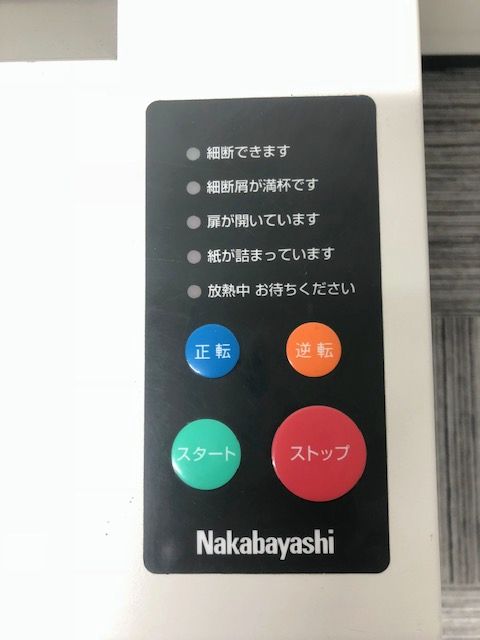 細断できます
細断屑が満杯です
扉が開いています
紙が詰まっています
放熱中 お待ちください
正転 逆転
スタート ストップ
Nakabayashi